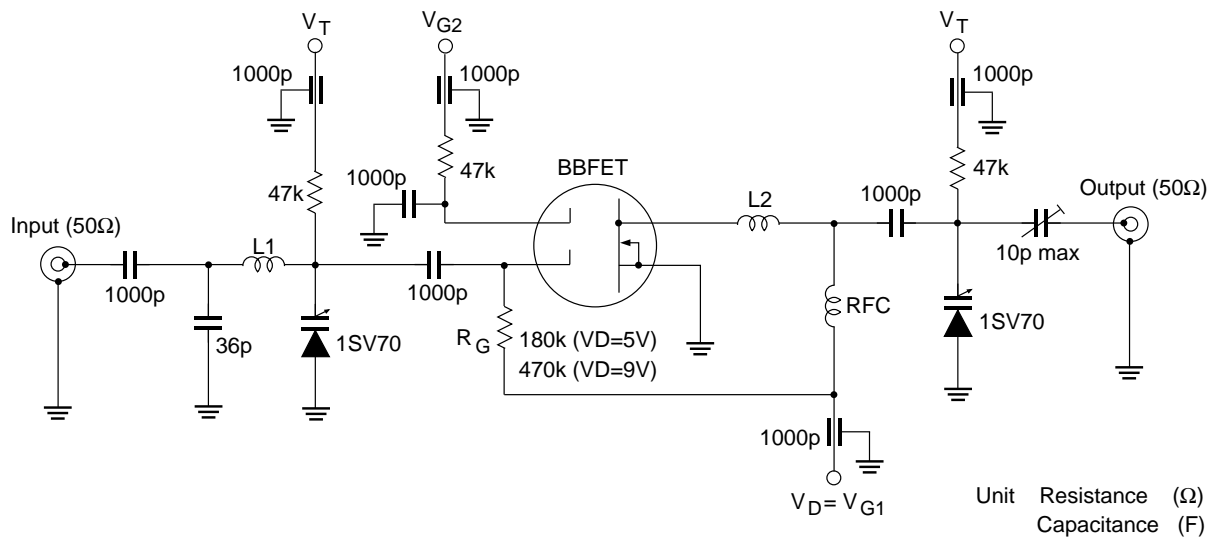 V_T
V_G2
V_T
1000p
1000p
1000p
47k
47k
47k
1000p
BBFET
L2
1000p
Input (50Ω)
Output (50Ω)
L1
1000p
1000p
10p max
36p
1SV70
R_G
180k (VD=5V)
470k (VD=9V)
RFC
1SV70
1000p
V_D= V_G1
Unit Resistance (Ω)
Capacitance (F)